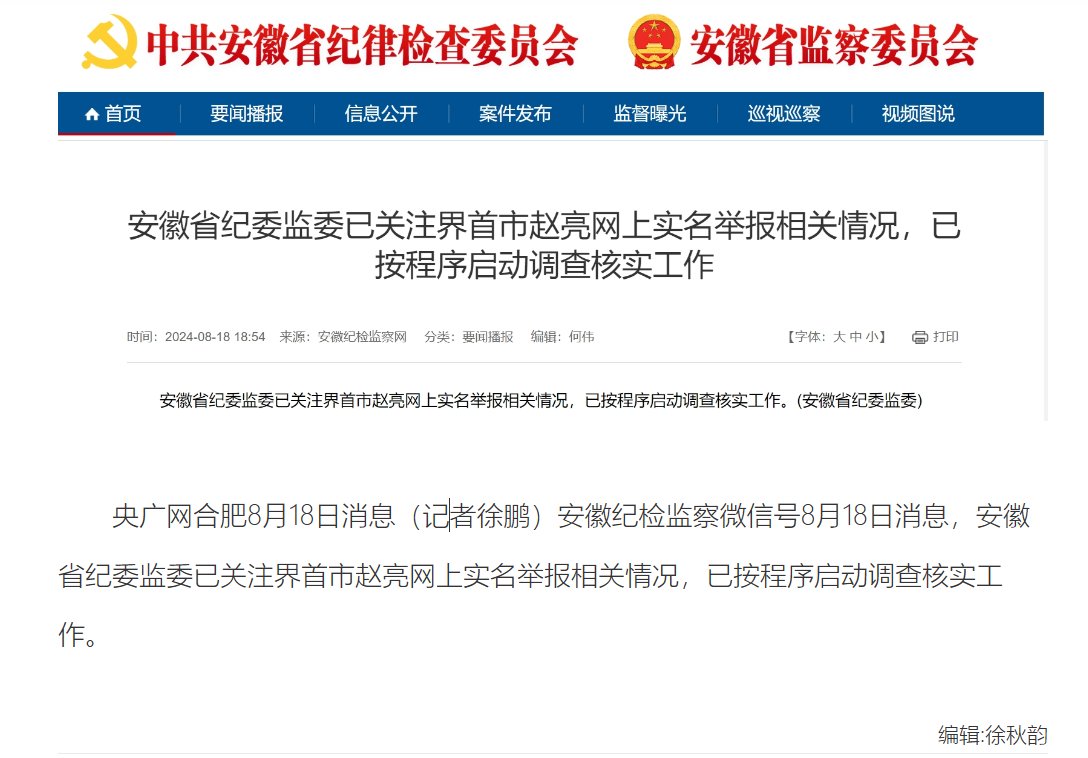 中共安徽省纪律检查委员会 安徽省监察委员会
首页 要闻播报 信息公开 案件发布 监督曝光 巡视巡察 视频图说
安徽省纪委监委已关注界首市赵亮网上实名举报相关情况，已
按程序启动调查核实工作
时间：2024-08-18 18:54 来源：安徽纪检监察网 分类：要闻播报 编辑：何伟 【字体：大 中 小】 打印
安徽省纪委监委已关注界首市赵亮网上实名举报相关情况，已按程序启动调查核实工作。(安徽省纪委监委)
央广网合肥8月18日消息（记者徐鹏）安徽纪检监察微信号8月18日消息，安徽
省纪委监委已关注界首市赵亮网上实名举报相关情况，已按程序启动调查核实工
作。
编辑:徐秋韵